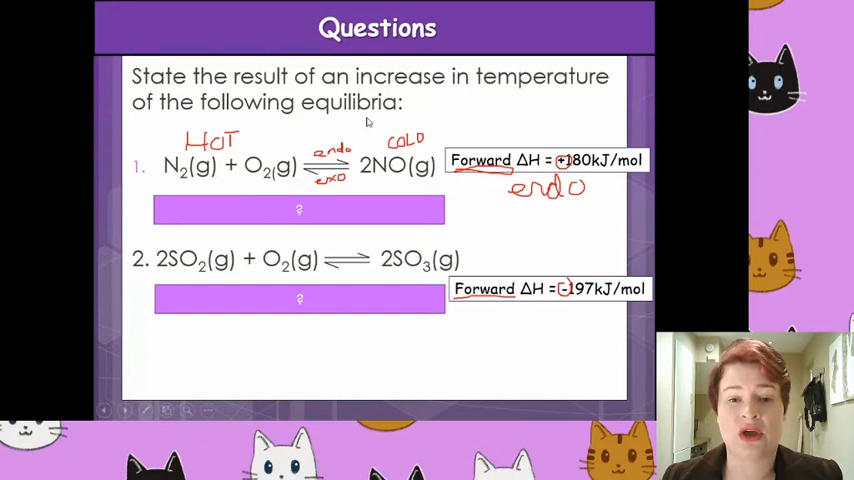 Questions
State the result of an increase in temperature
of the following equilibria:
HOT endo COLD
1. N₂(g) + O₂(g) ⇌ 2NO(g) Forward ΔH = +180kJ/mol
exo endo
?
2. 2SO₂(g) + O₂(g) ⇌ 2SO₃(g)
Forward ΔH = -197kJ/mol
?